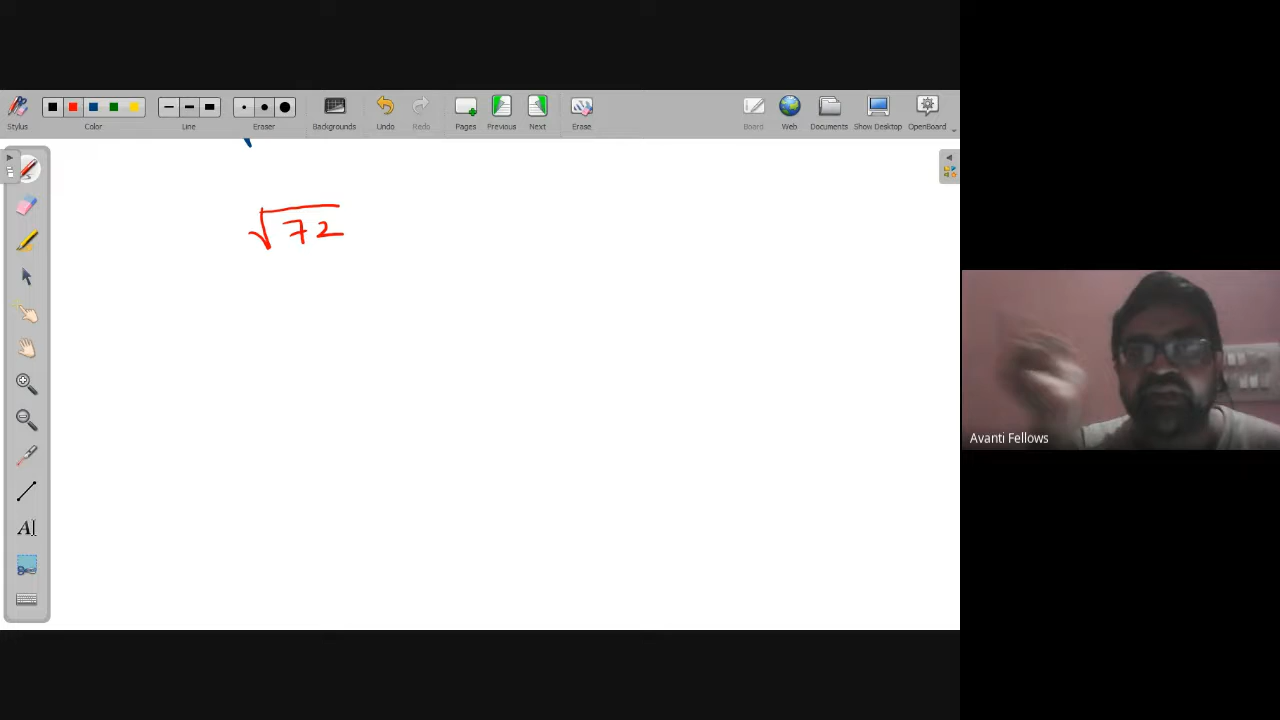 Stylus
Color
Line
Eraser
Backgrounds
Undo
Redo
Pages
Previous
Next
Erase
Board
Web
Documents
Show Desktop
OpenBoard
√72
Avanti Fellows